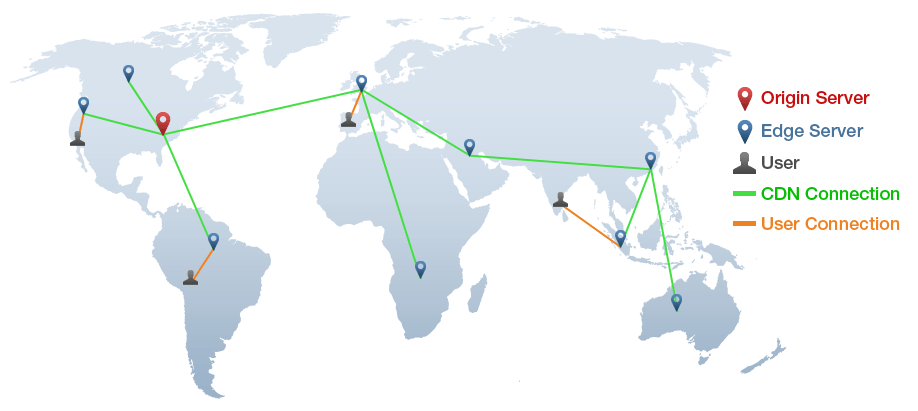 Origin Server
Edge Server
User
CDN Connection
User Connection